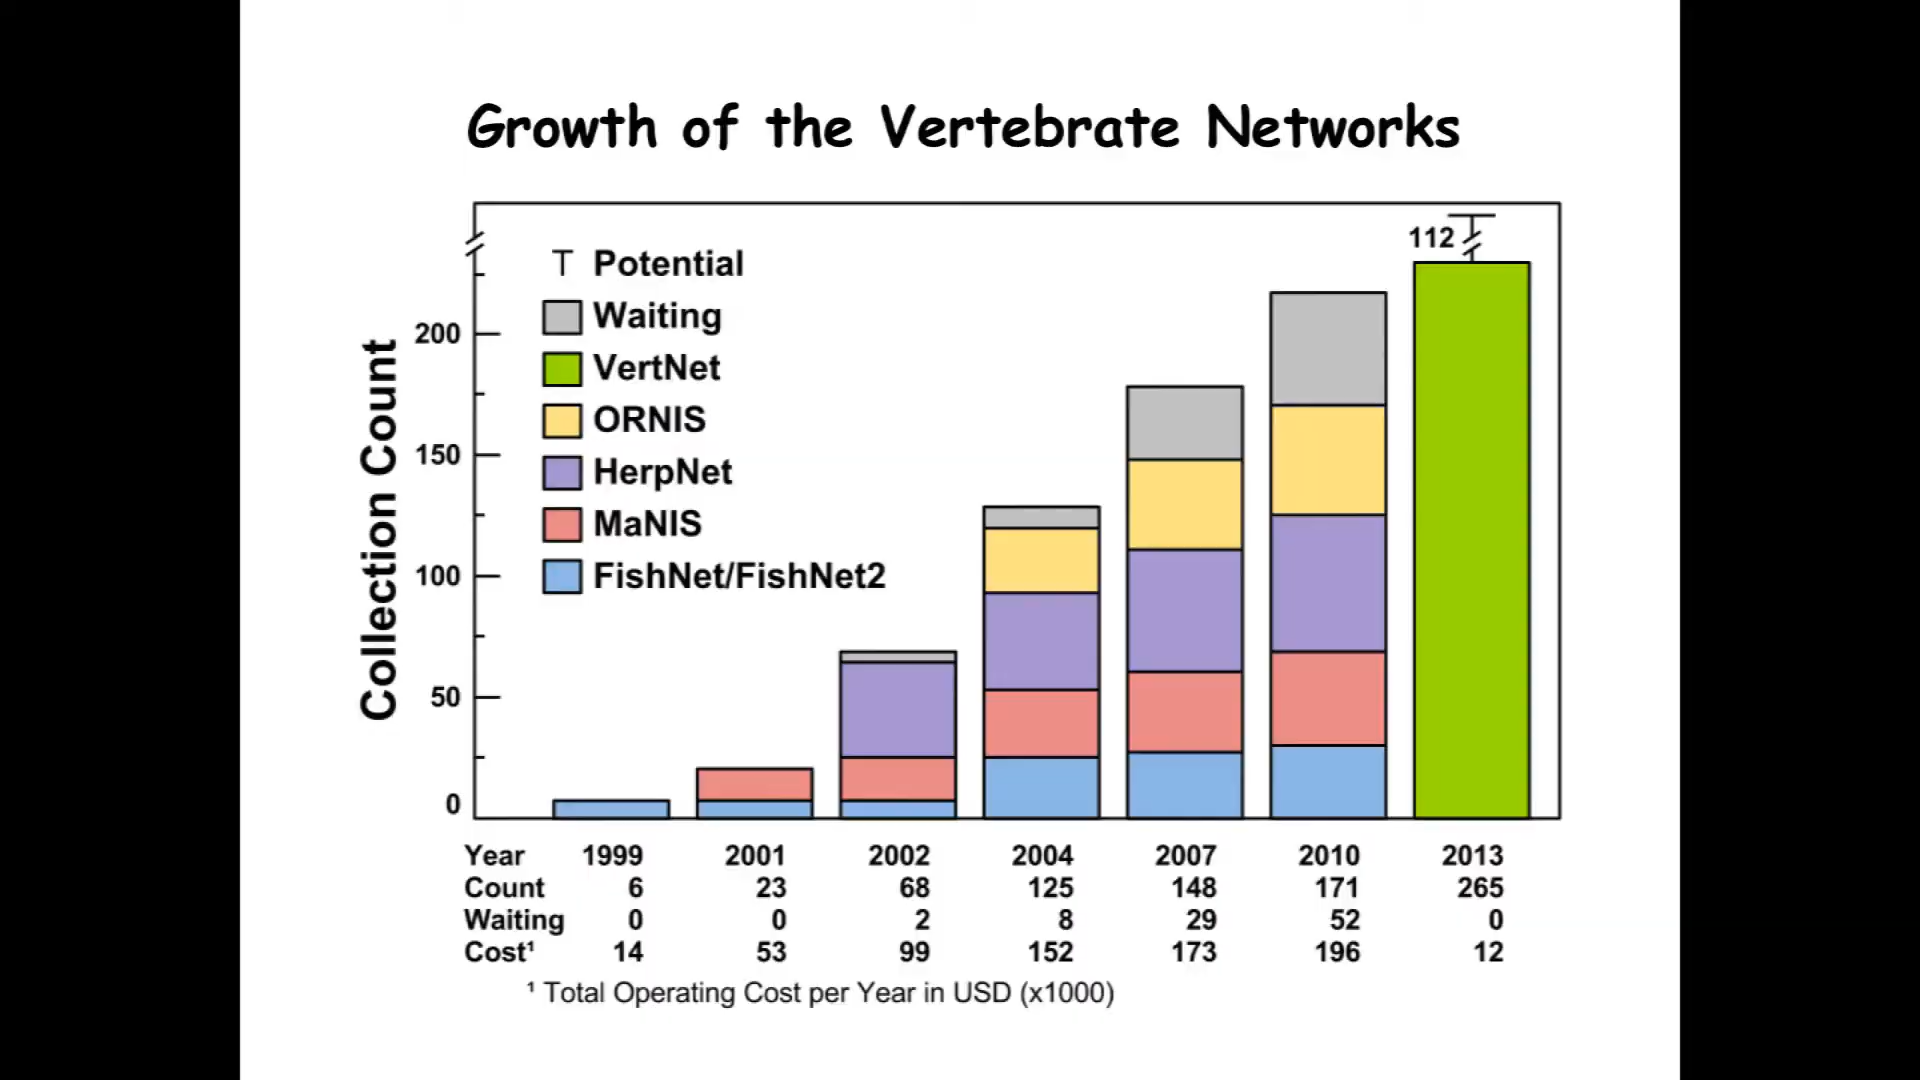 Growth of the Vertebrate Networks
112
T Potential
Waiting
VertNet
ORNIS
HerpNet
MaNIS
FishNet/FishNet2
Collection Count
200
150
100
50
0
Year 1999 2001 2002 2004 2007 2010 2013
Count 6 23 68 125 148 171 265
Waiting 0 0 2 8 29 52 0
Cost¹ 14 53 99 152 173 196 12
¹ Total Operating Cost per Year in USD (x1000)